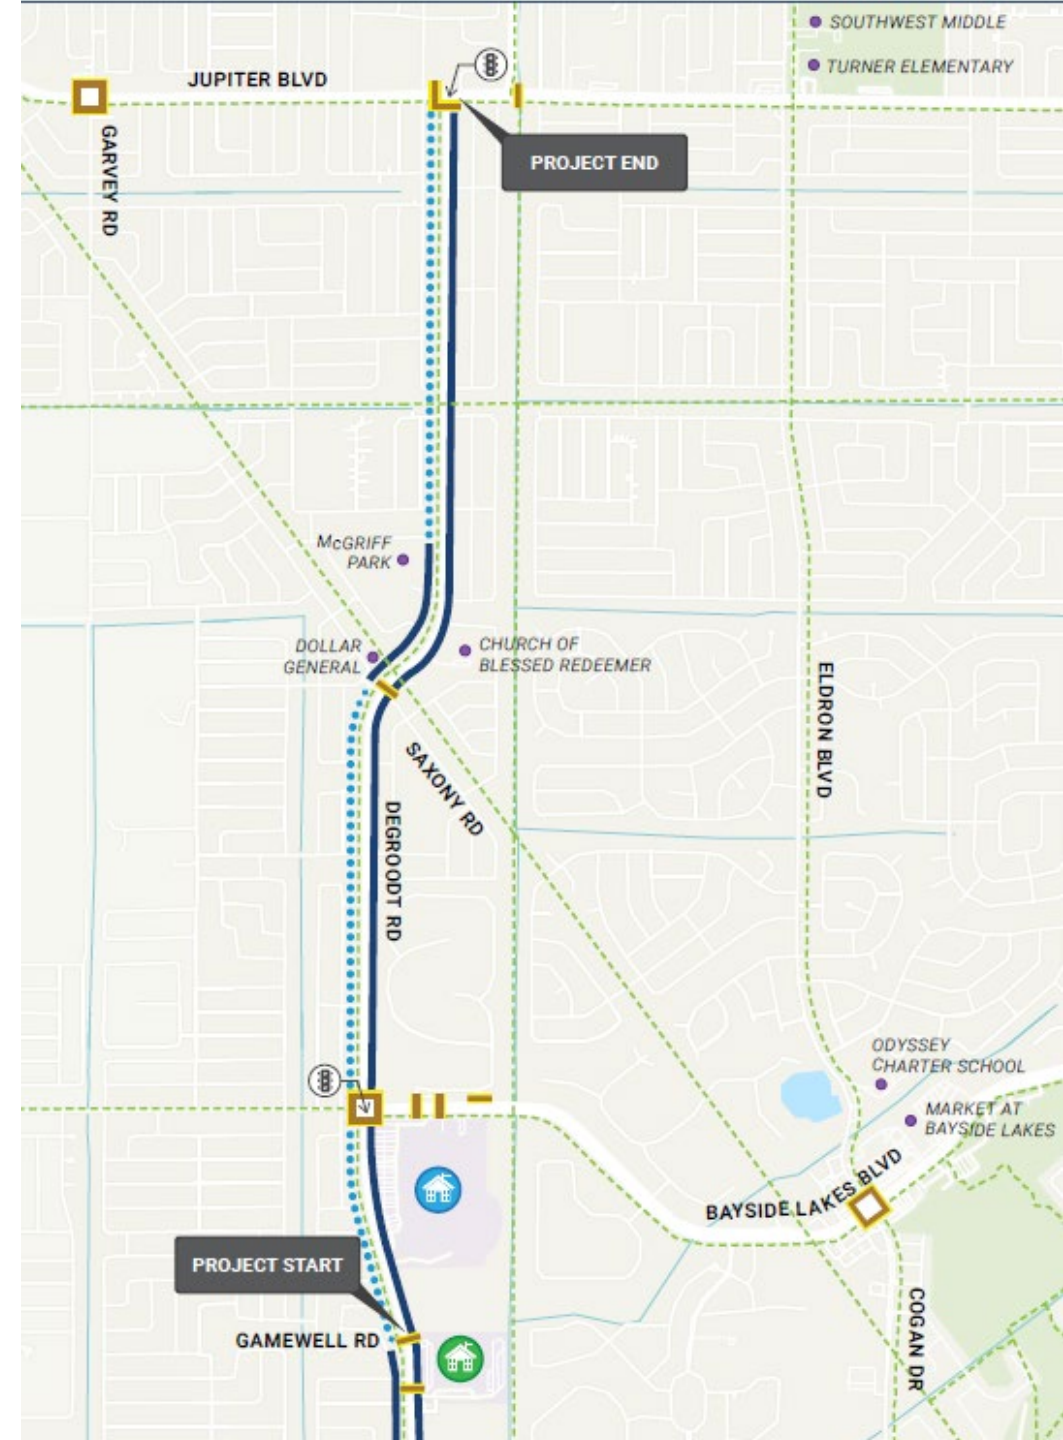 SOUTHWEST MIDDLE
TURNER ELEMENTARY
JUPITER BLVD
GARVEY RD
PROJECT END
McGRIFF
PARK
DOLLAR
GENERAL
CHURCH OF
BLESSED REDEEMER
ELDRON BLVD
SAXONY RD
DEGROODT RD
ODYSSEY
CHARTER SCHOOL
MARKET AT
BAYSIDE LAKES
BAYSIDE LAKES BLVD
PROJECT START
GAMEWELL RD
COGAN DR